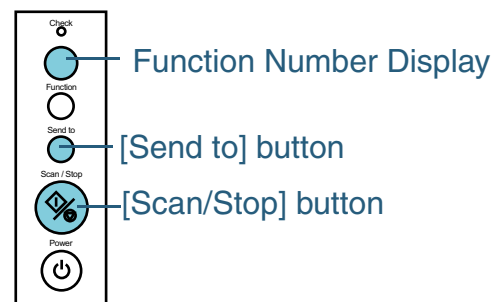 Check
Function Number Display
Function
Send to
[Send to] button
Scan / Stop
[Scan/Stop] button
Power